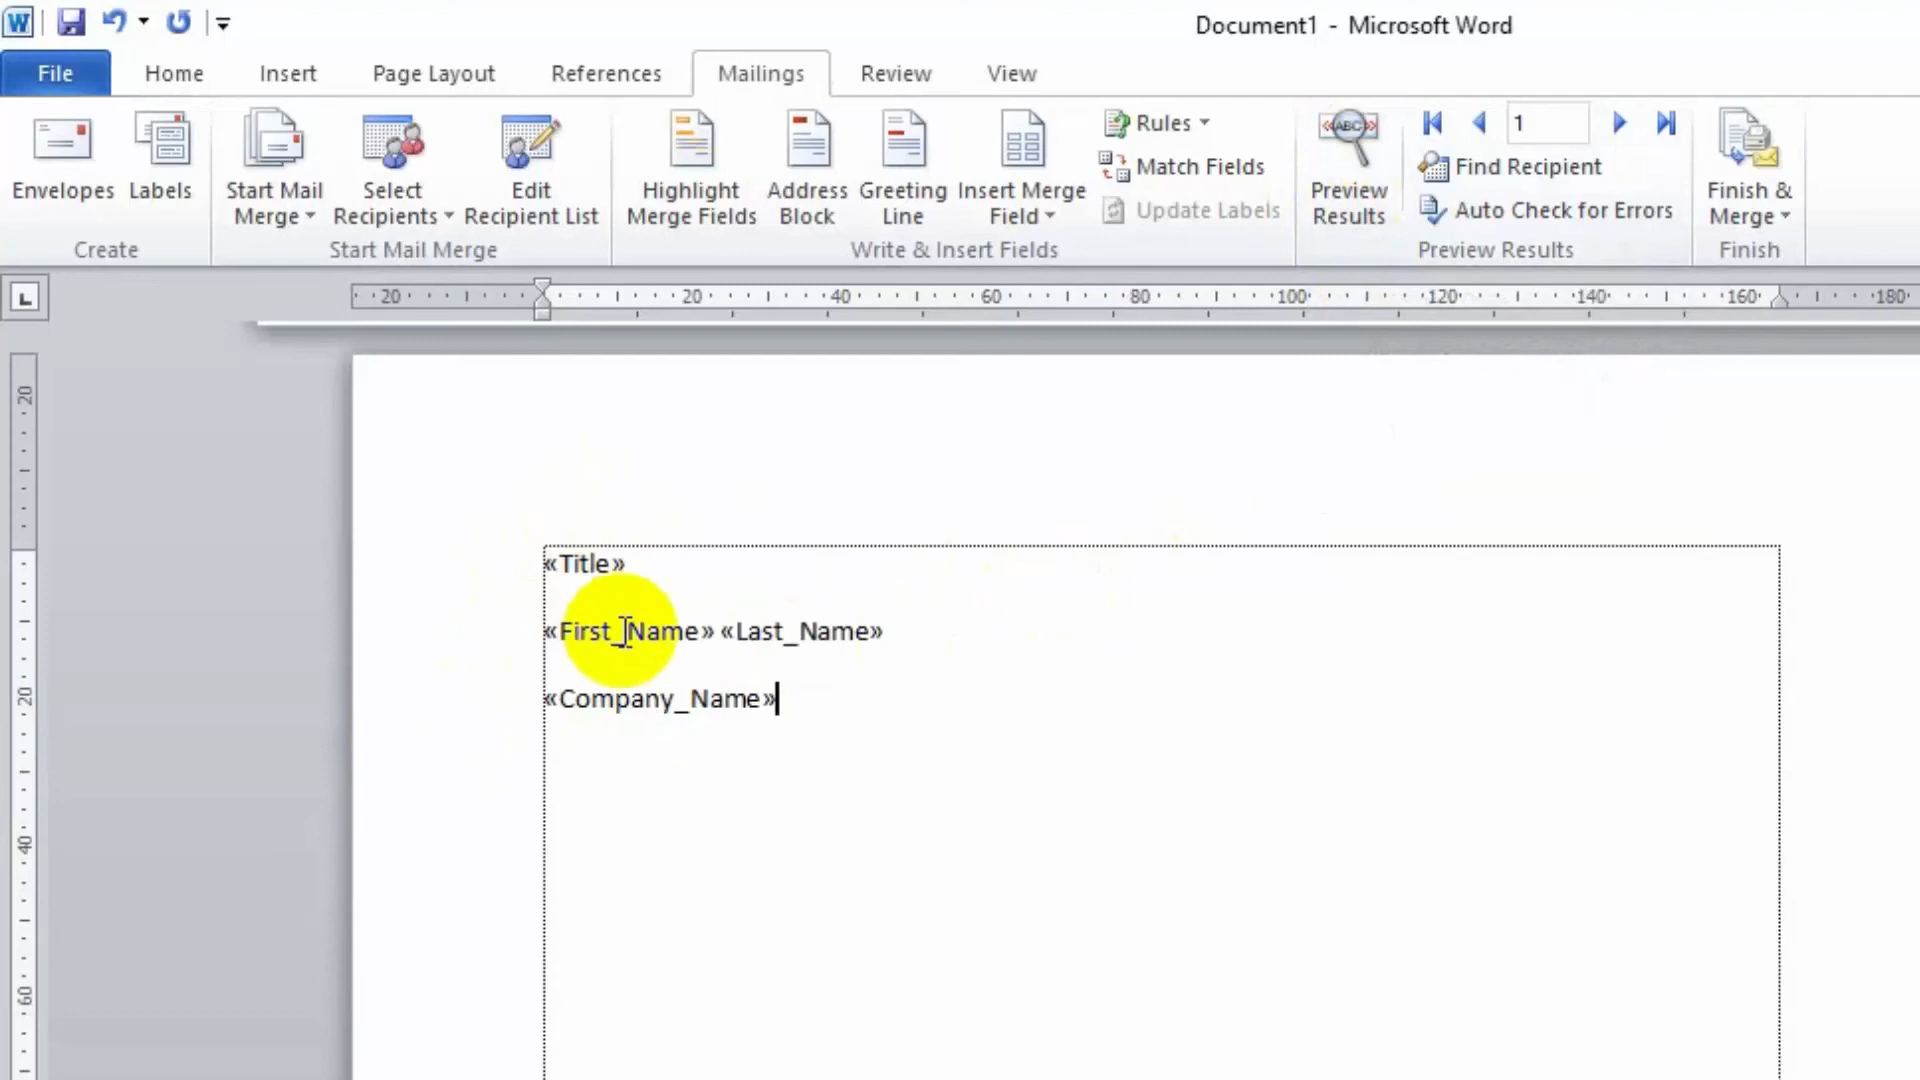 Document1 - Microsoft Word
File Home Insert Page Layout References Mailings Review View
Envelopes
Labels
Start Mail
Merge
Select
Recipients
Edit
Recipient List
Highlight
Merge Fields
Address
Block
Greeting
Line
Insert Merge
Field
Rules
Match Fields
Update Labels
«ABC»
Preview
Results
1
Find Recipient
Auto Check for Errors
Finish &
Merge
Create
Start Mail Merge
Write & Insert Fields
Preview Results
Finish
20 20 40 60 80 100 120 140 160 180
20
20
40
60
«Title»
«First_Name» «Last_Name»
«Company_Name»